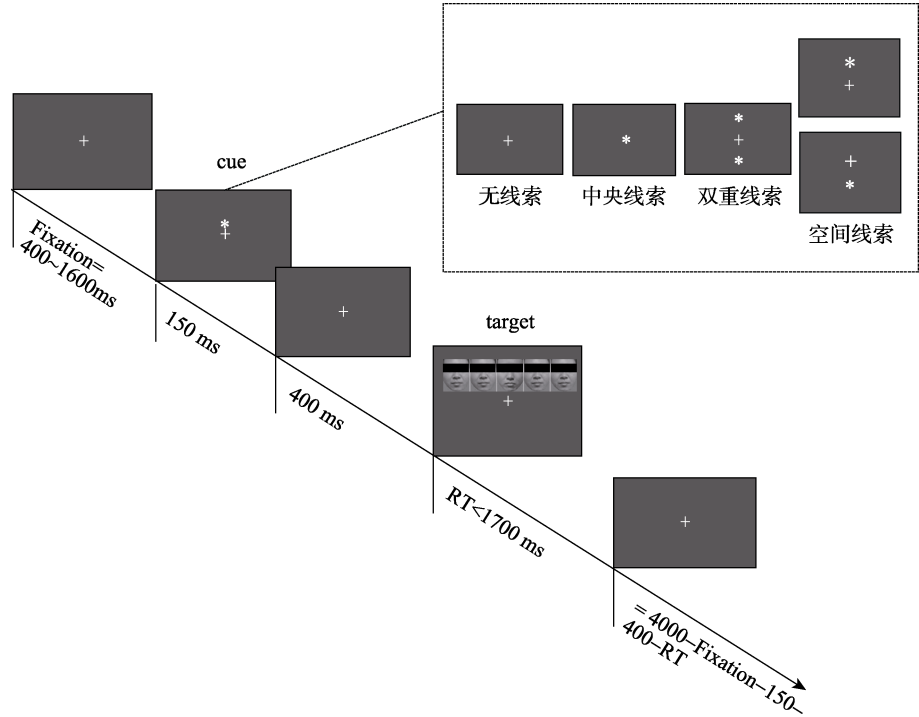 cue
无线索
中央线索
双重线索
空间线索
Fixation=
400~1600ms
150 ms
400 ms
target
RT<1700 ms
= 4000–Fixation–150–
400–RT